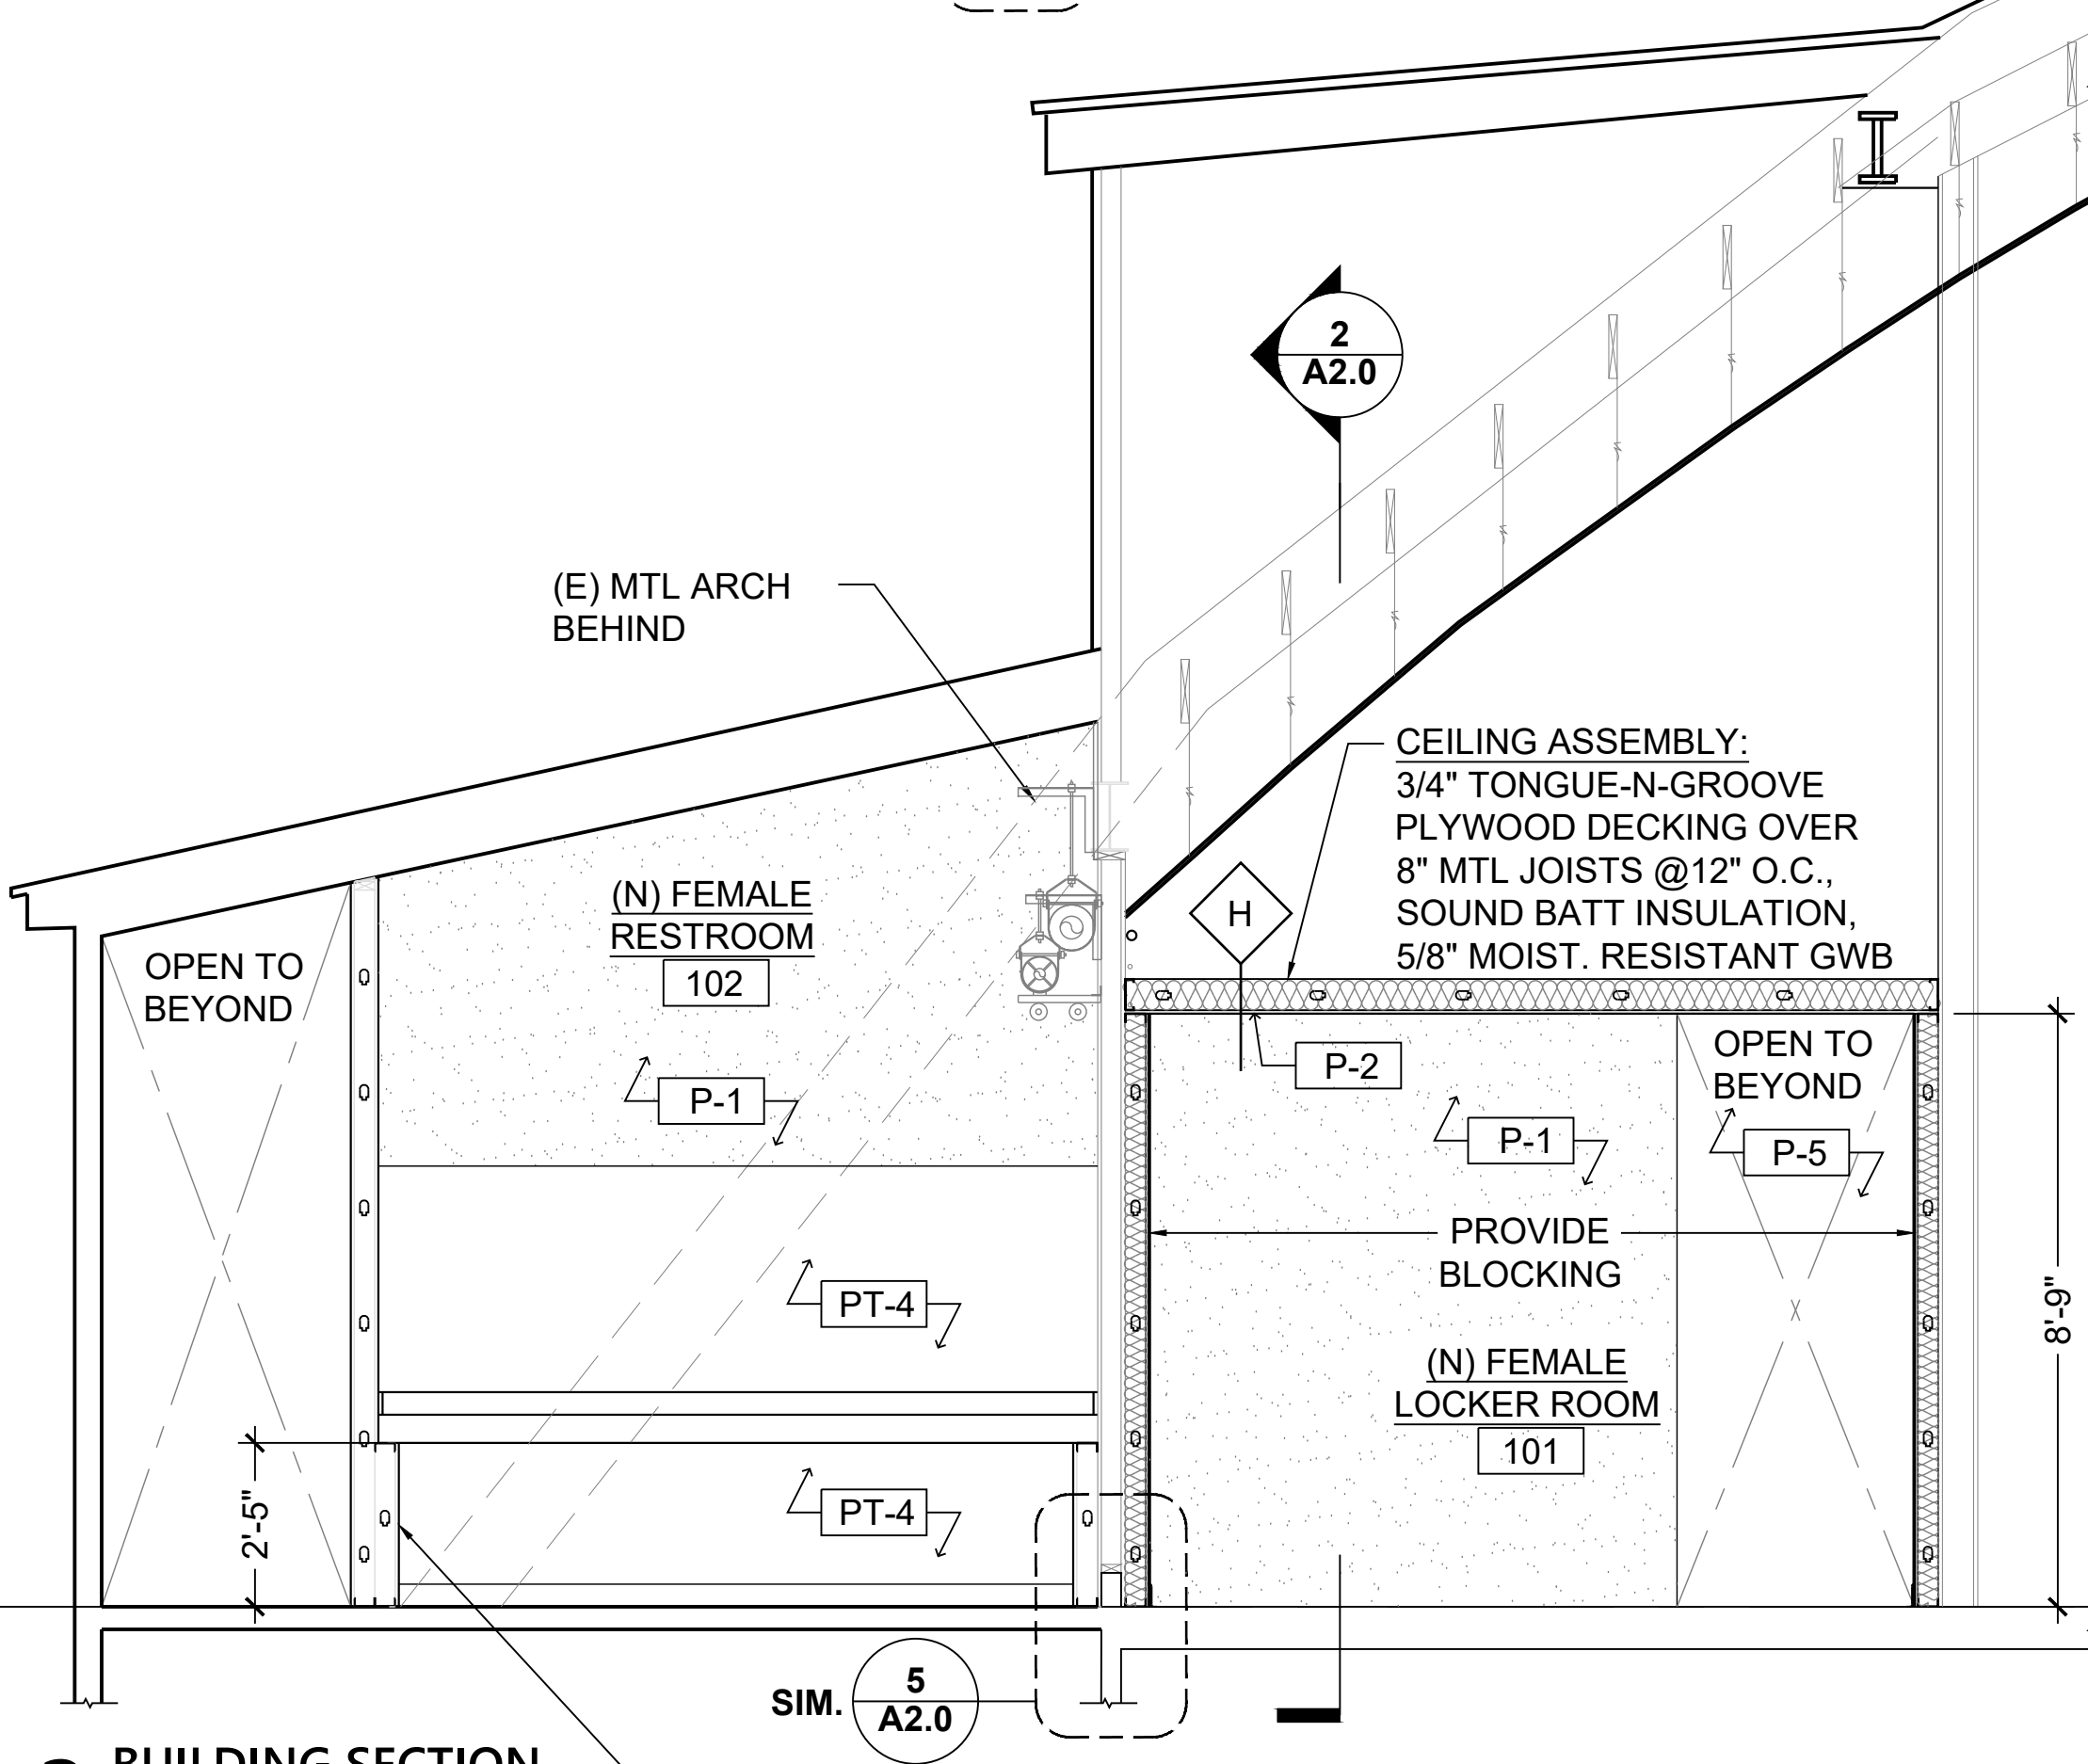 2
A2.0
(E) MTL ARCH
BEHIND
CEILING ASSEMBLY:
3/4" TONGUE-N-GROOVE
PLYWOOD DECKING OVER
8" MTL JOISTS @12" O.C.,
SOUND BATT INSULATION,
5/8" MOIST. RESISTANT GWB
(N) FEMALE
RESTROOM
102
H
OPEN TO
BEYOND
P-1
P-2
OPEN TO
BEYOND
P-1
P-5
PROVIDE
BLOCKING
PT-4
8'-9"
(N) FEMALE
LOCKER ROOM
101
2'-5"
PT-4
SIM.
5
A2.0
BUILDING SECTION